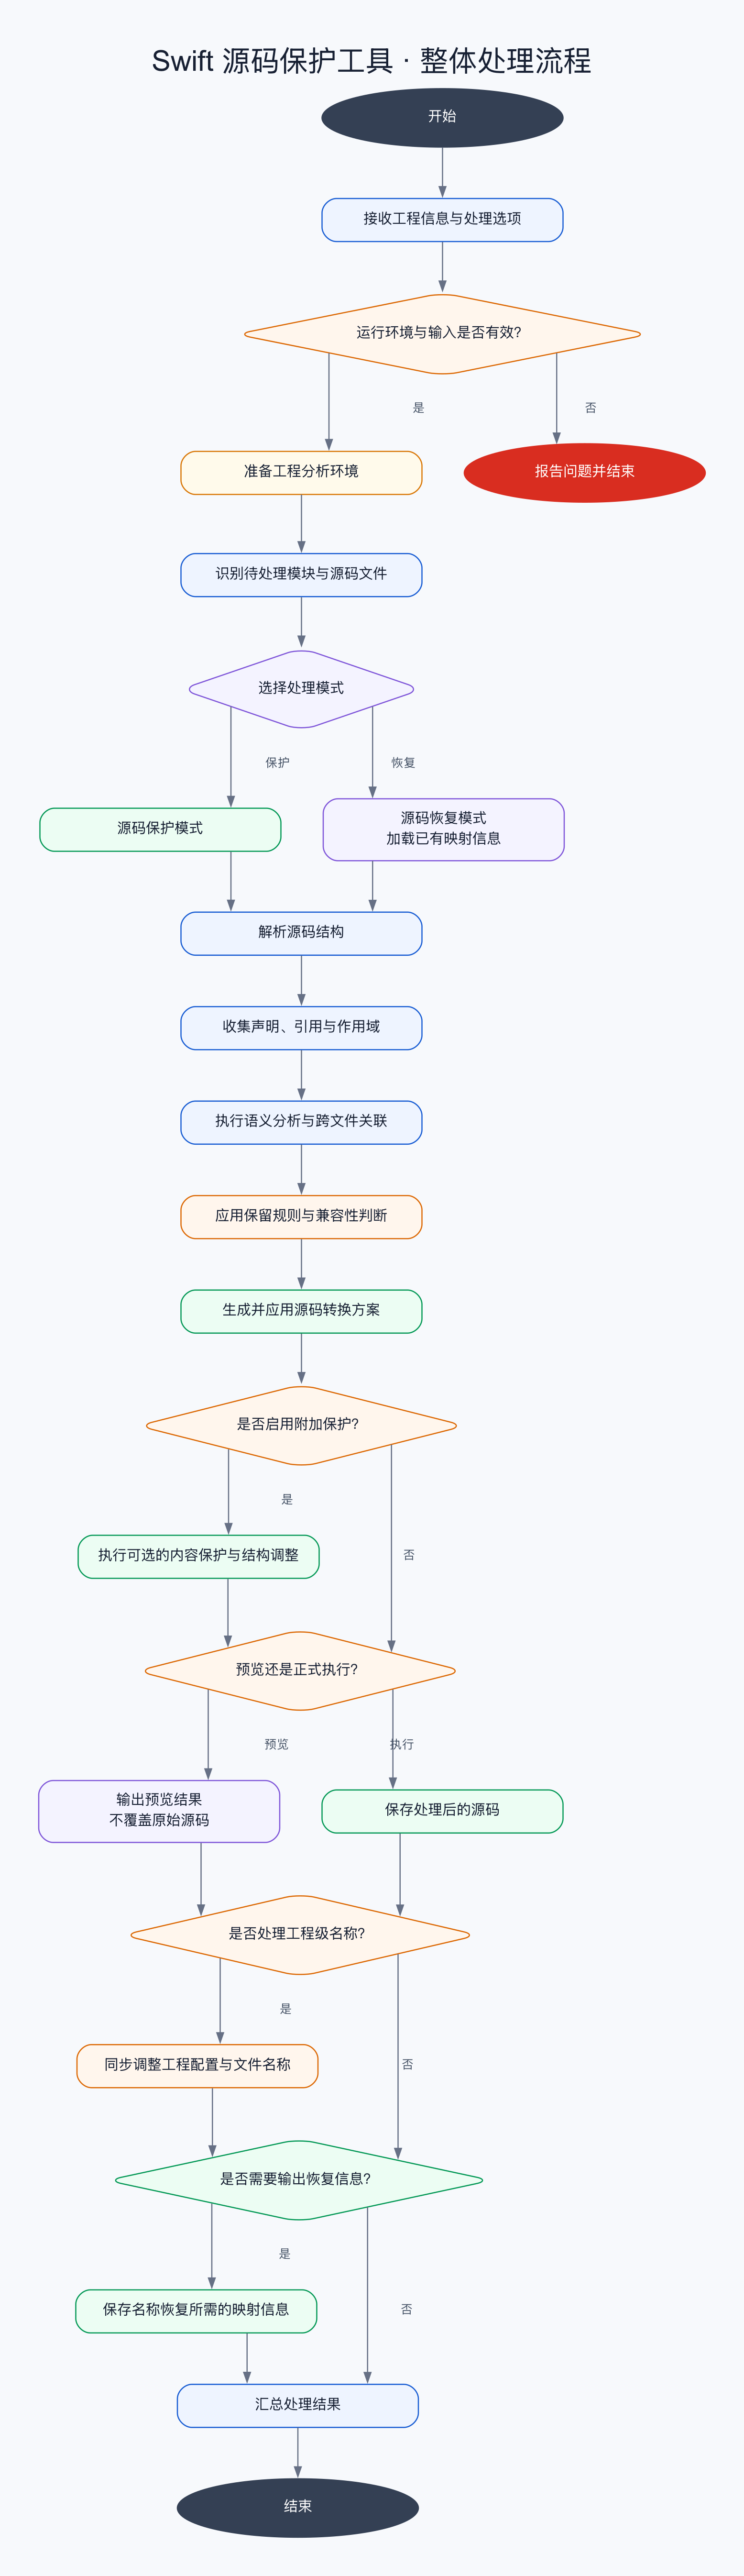 Swift 源码保护工具 · 整体处理流程
开始
接收工程信息与处理选项
运行环境与输入是否有效?
是
否
准备工程分析环境
报告问题并结束
识别待处理模块与源码文件
选择处理模式
保护
恢复
源码保护模式
源码恢复模式
加载已有映射信息
解析源码结构
收集声明、引用与作用域
执行语义分析与跨文件关联
应用保留规则与兼容性判断
生成并应用源码转换方案
是否启用附加保护?
是
执行可选的内容保护与结构调整
否
预览还是正式执行?
预览
执行
输出预览结果
不覆盖原始源码
保存处理后的源码
是否处理工程级名称?
是
同步调整工程配置与文件名称
否
是否需要输出恢复信息?
是
保存名称恢复所需的映射信息
否
汇总处理结果
结束